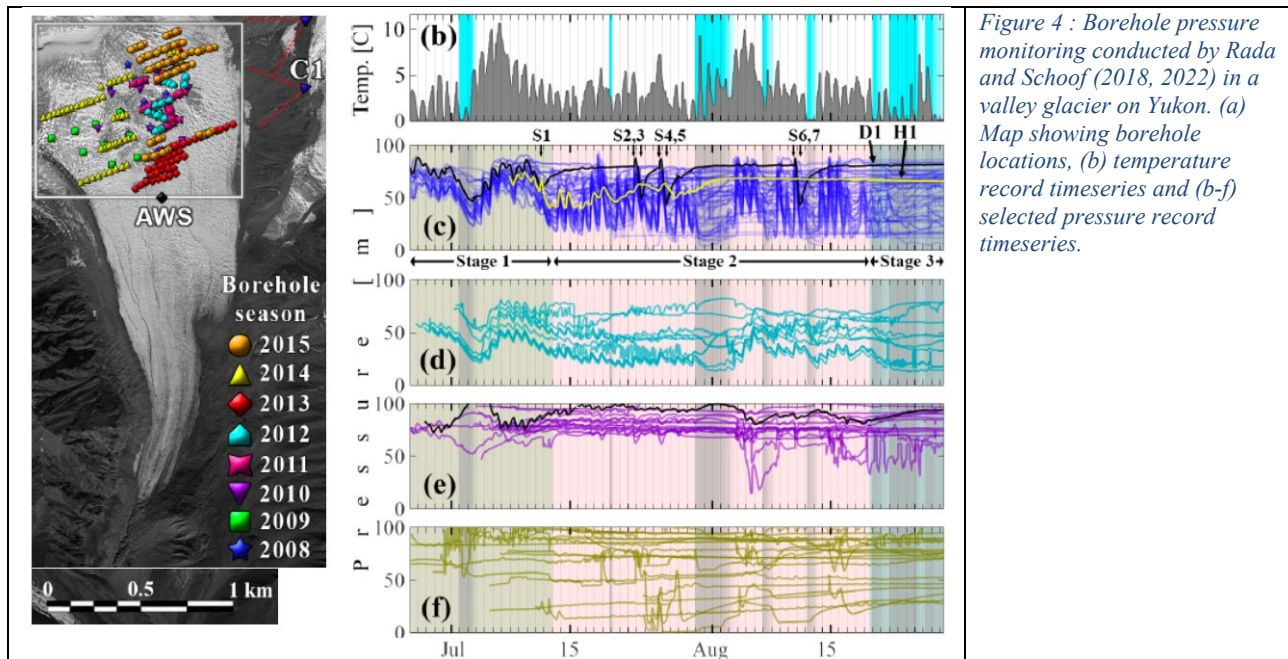 C1
AWS
Borehole
season
2015
2014
2013
2012
2011
2010
2009
2008
0 0.5 1 km
(b)
Temp. [C]
10
5
0
S1 S2,3 S4,5 S6,7 D1 H1
100
50
0
(c)
Stage 1 Stage 2 Stage 3
Pressure [m]
100
50
0
(d)
100
50
0
(e)
100
50
0
(f)
Jul 15 Aug 15
Figure 4 : Borehole pressure
monitoring conducted by Rada
and Schoof (2018, 2022) in a
valley glacier on Yukon. (a)
Map showing borehole
locations, (b) temperature
record timeseries and (b-f)
selected pressure record
timeseries.